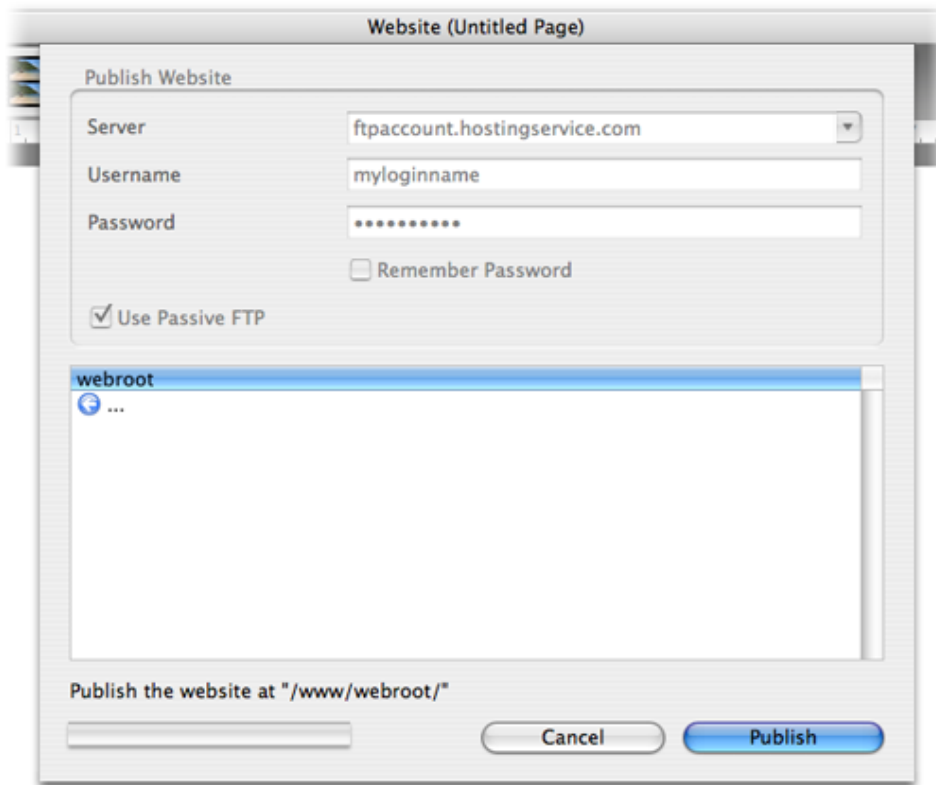 Website (Untitled Page)
Publish Website
Server
ftpaccount.hostingservice.com
Username
myloginname
Password
••••••••••
Remember Password
Use Passive FTP
webroot
...
Publish the website at "/www/webroot/"
Cancel
Publish